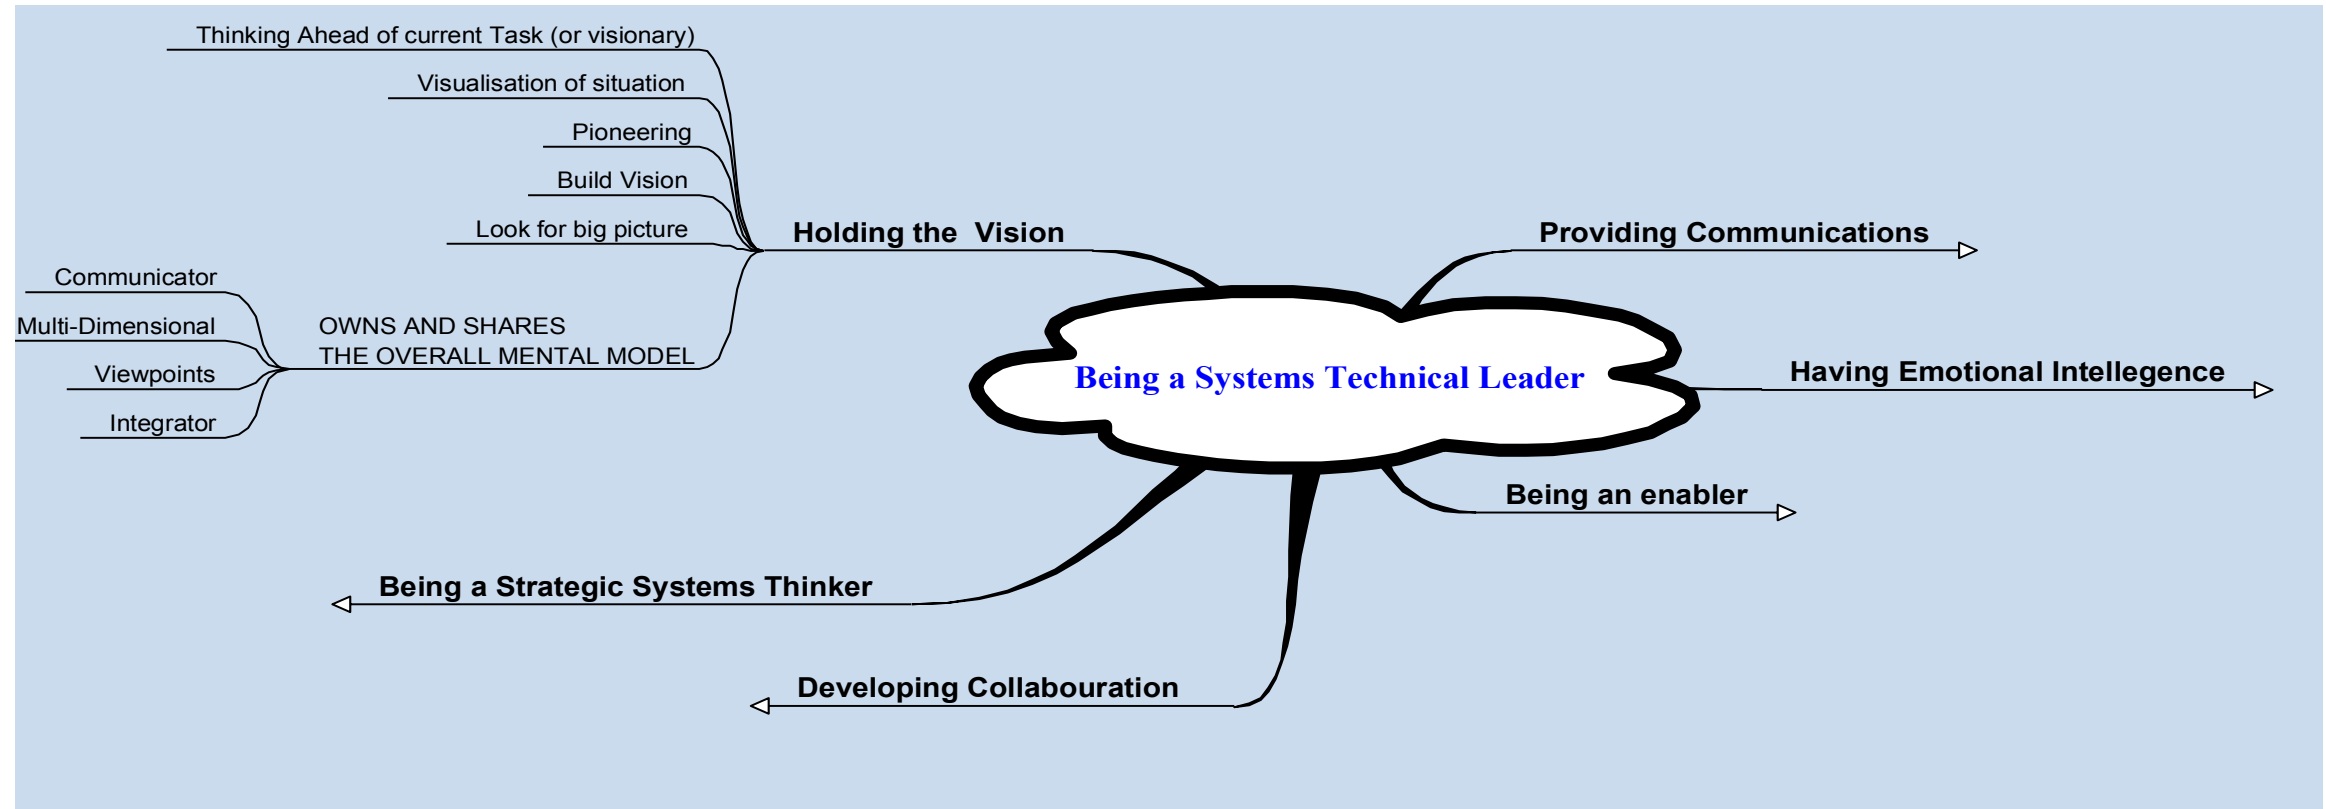 Thinking Ahead of current Task (or visionary)
Visualisation of situation
Pioneering
Build Vision
Look for big picture
Holding the  Vision
Communicator
Multi-Dimensional
Viewpoints
Integrator
OWNS AND SHARES
THE OVERALL MENTAL MODEL
Being a Systems Technical Leader
Providing Communications
Having Emotional Intellegence
Being an enabler
Being a Strategic Systems Thinker
Developing Collabouration